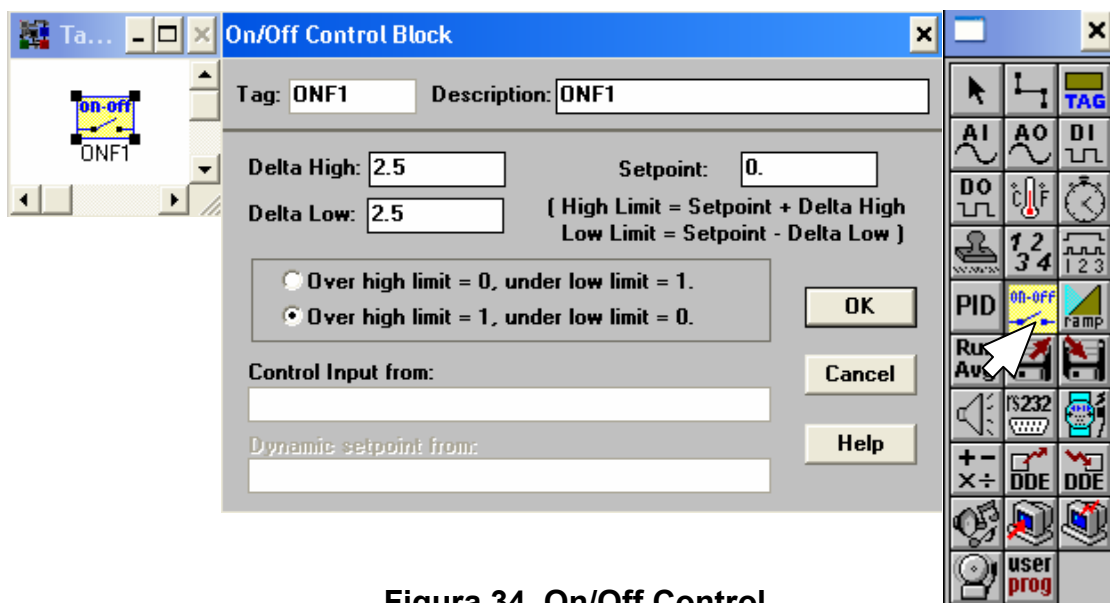 Ta...
on-off
ONF1
On/Off Control Block
Tag: ONF1 Description: ONF1
Delta High: 2.5 Setpoint: 0.
Delta Low: 2.5 ( High Limit = Setpoint + Delta High
Low Limit = Setpoint - Delta Low )
Over high limit = 0, under low limit = 1.
Over high limit = 1, under low limit = 0.
OK
Control Input from:
Cancel
Dynamic setpoint from:
Help
TAG
AI AO DI
DO C F
1 2 3 4 1 2 3
PID on-off ramp
Avg
rs232
+ - × ÷ DDE DDE
user prog
Figura 34. On/Off Control